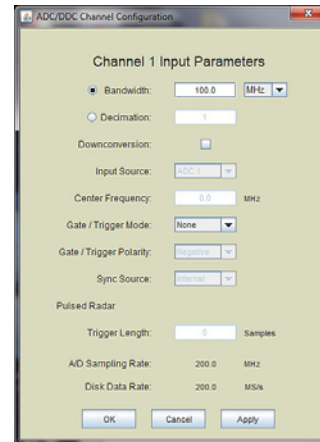 ADC/DDC Channel Configuration
Channel 1 Input Parameters
Bandwidth: 100.0 MHz
Decimation: 1
Downconversion:
Input Source: ADC 1
Center Frequency: 0.0 MHz
Gate / Trigger Mode: None
Gate / Trigger Polarity: Negative
Sync Source: Internal
Pulsed Radar
Trigger Length: 0 Samples
A/D Sampling Rate: 200.0 MHz
Disk Data Rate: 200.0 MS/s
OK Cancel Apply